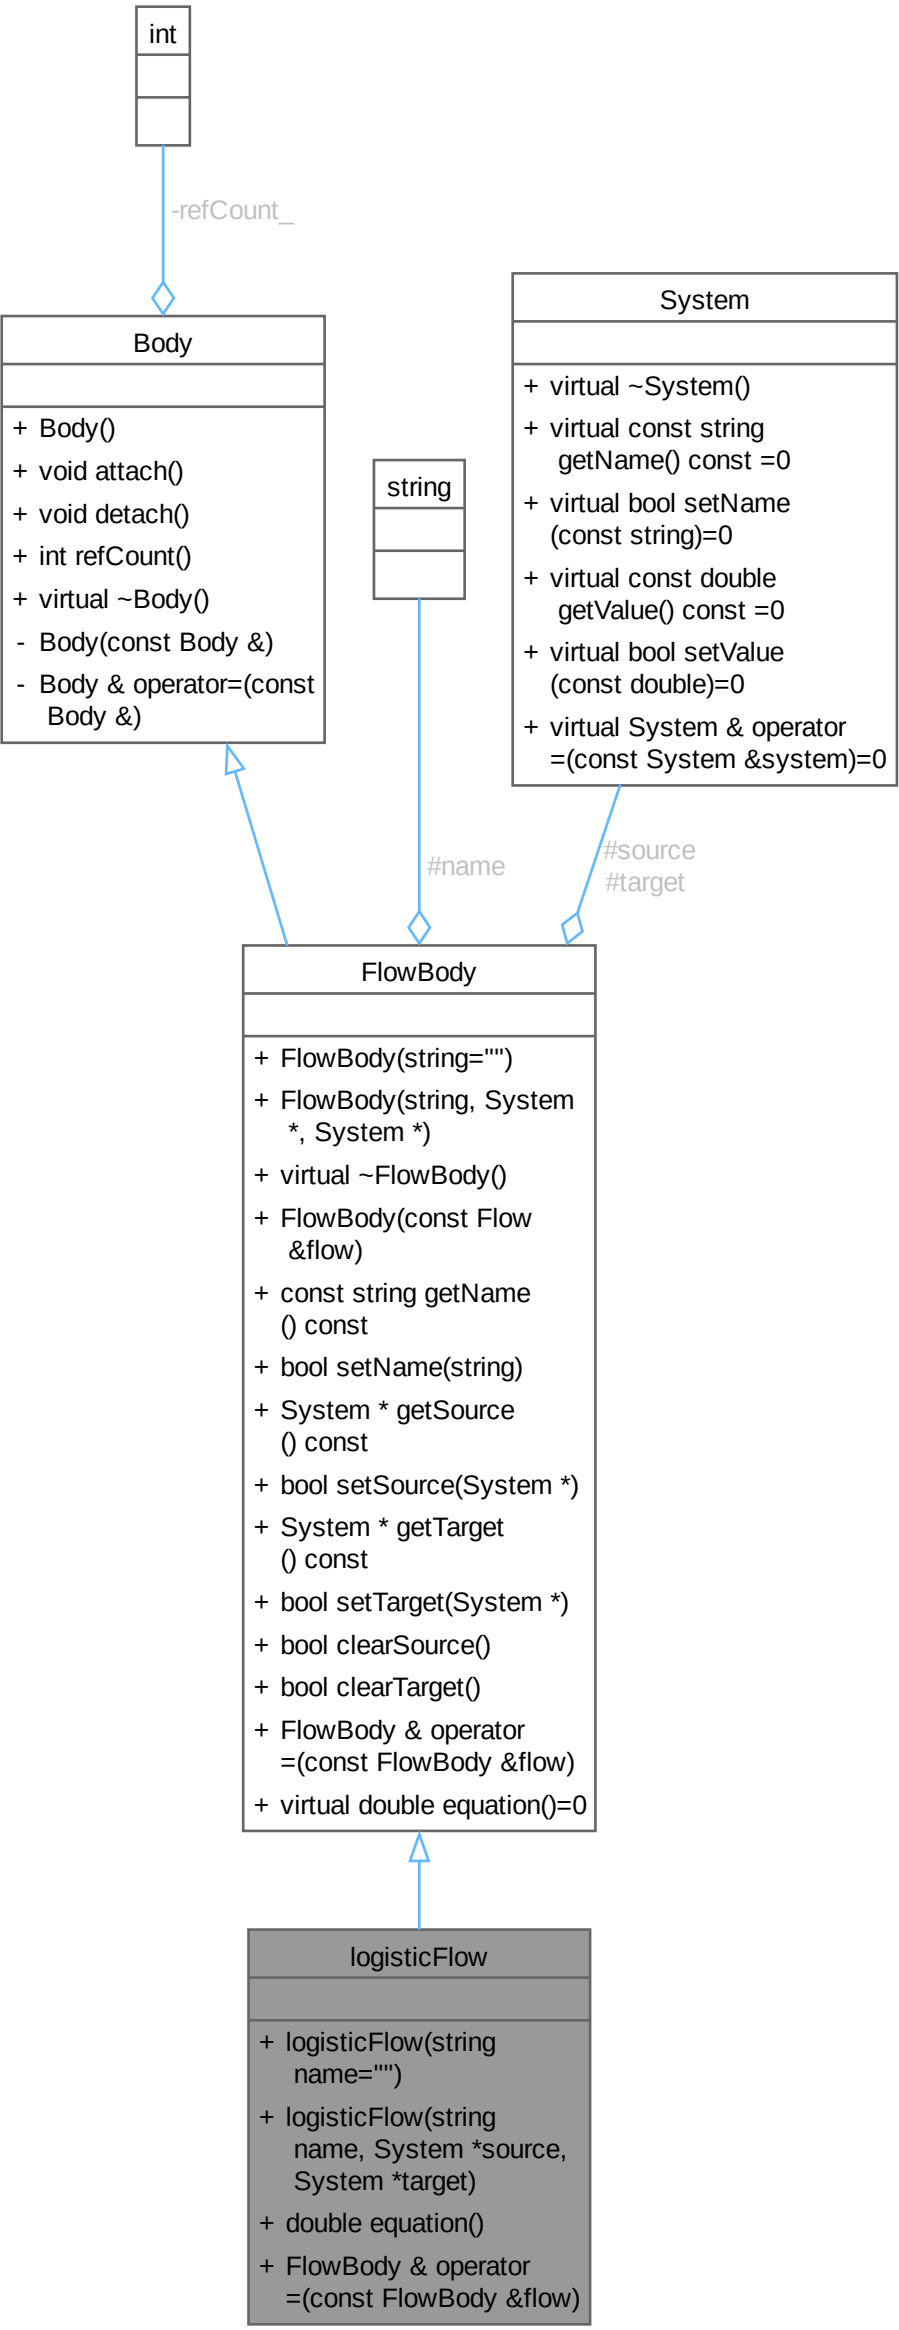 int
-refCount_
System
+ virtual ~System()
+ virtual const string
getName() const =0
+ virtual bool setName
(const string)=0
+ virtual const double
getValue() const =0
+ virtual bool setValue
(const double)=0
+ virtual System & operator
=(const System &system)=0
Body
+ Body()
+ void attach()
+ void detach()
+ int refCount()
+ virtual ~Body()
- Body(const Body &)
- Body & operator=(const
Body &)
string
#name
#source
#target
FlowBody
+ FlowBody(string="")
+ FlowBody(string, System
*, System *)
+ virtual ~FlowBody()
+ FlowBody(const Flow
&flow)
+ const string getName
() const
+ bool setName(string)
+ System * getSource
() const
+ bool setSource(System *)
+ System * getTarget
() const
+ bool setTarget(System *)
+ bool clearSource()
+ bool clearTarget()
+ FlowBody & operator
=(const FlowBody &flow)
+ virtual double equation()=0
logisticFlow
+ logisticFlow(string
name="")
+ logisticFlow(string
name, System *source,
System *target)
+ double equation()
+ FlowBody & operator
=(const FlowBody &flow)